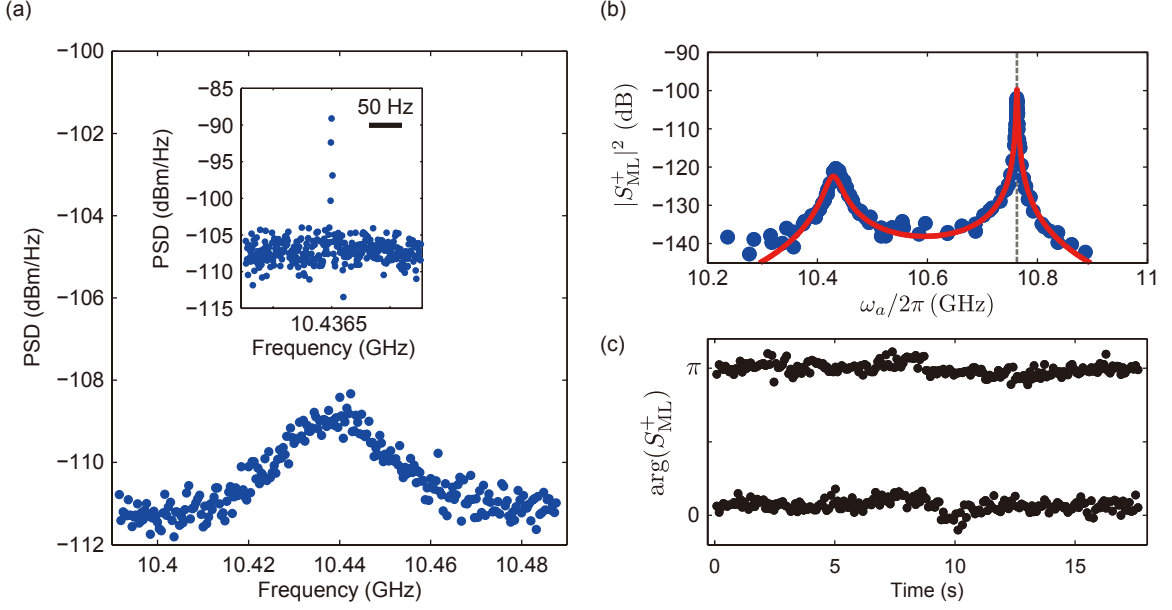 (a)
PSD (dBm/Hz)
−100
−102
−104
−106
−108
−110
−112
10.42
10.44
10.46
10.48
10.4
Frequency (GHz)
PSD (dBm/Hz)
−85
−90
−95
−100
−105
−110
−115
50 Hz
10.4365
Frequency (GHz)
(b)
|S⁺ML|² (dB)
−90
−100
−110
−120
−130
−140
10.2
10.4
10.6
10.8
11
ωa/2π (GHz)
(c)
arg(S⁺ML)
π
0
0
5
10
15
Time (s)